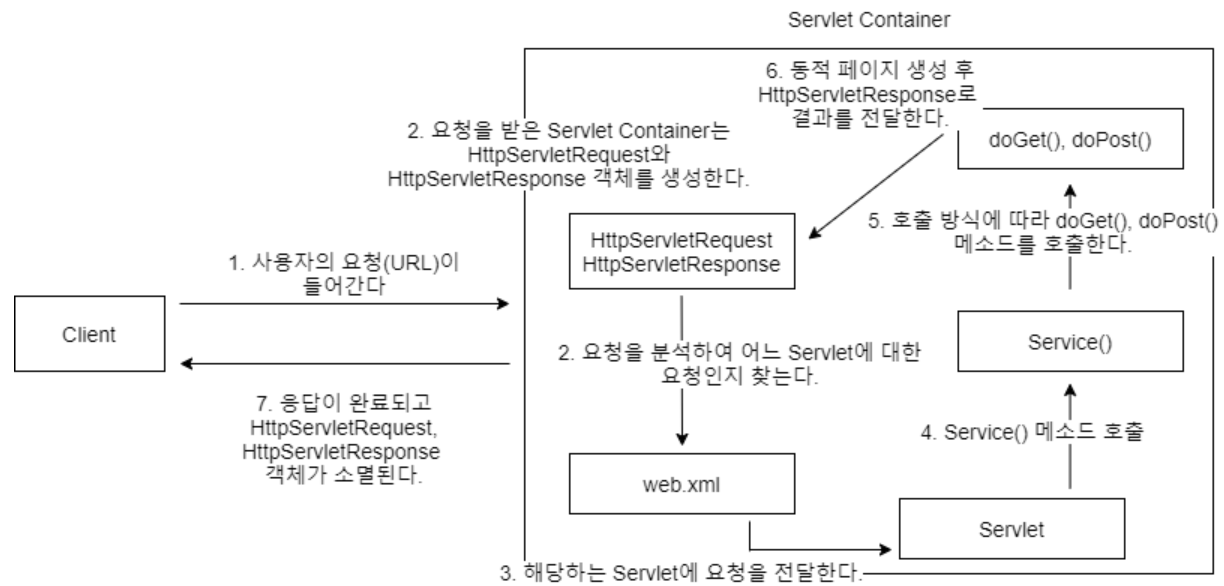 Servlet Container
6. 동적 페이지 생성 후
HttpServletResponse로
결과를 전달한다.
2. 요청을 받은 Servlet Container는
HttpServletRequest와
HttpServletResponse 객체를 생성한다.
doGet(), doPost()
5. 호출 방식에 따라 doGet(), doPost()
메소드를 호출한다.
HttpServletRequest
HttpServletResponse
1. 사용자의 요청(URL)이
들어간다
Client
Service()
2. 요청을 분석하여 어느 Servlet에 대한
요청인지 찾는다.
7. 응답이 완료되고
HttpServletRequest,
HttpServletResponse
객체가 소멸된다.
4. Service() 메소드 호출
web.xml
Servlet
3. 해당하는 Servlet에 요청을 전달한다.